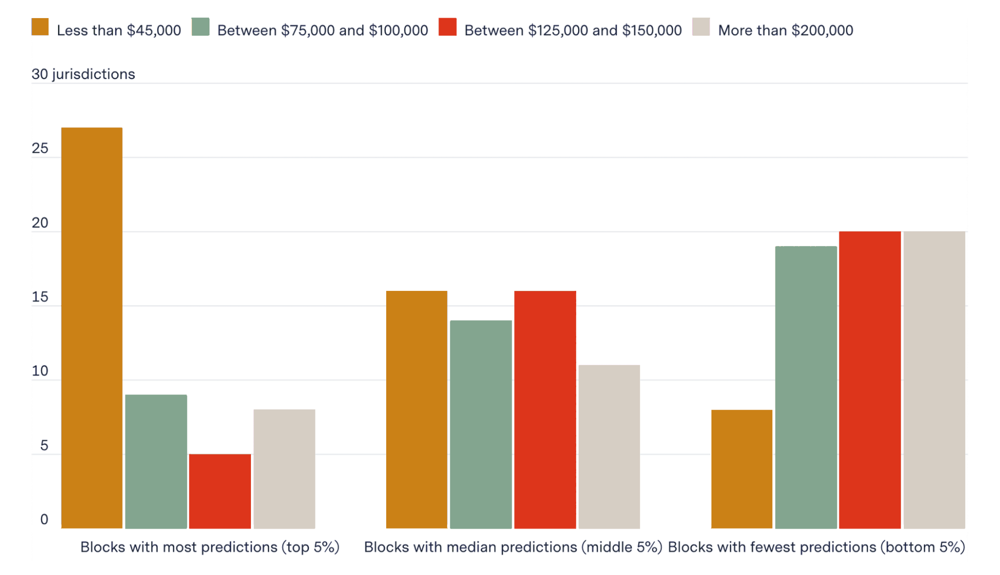 Less than $45,000 Between $75,000 and $100,000 Between $125,000 and $150,000 More than $200,000
30 jurisdictions
25
20
15
10
5
0
Blocks with most predictions (top 5%) Blocks with median predictions (middle 5%) Blocks with fewest predictions (bottom 5%)